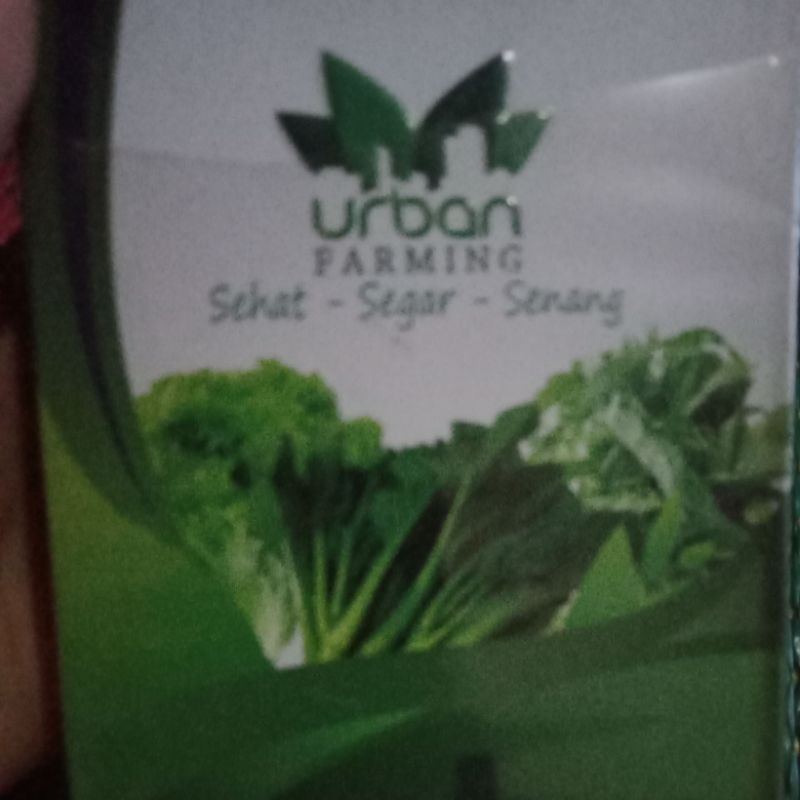 urban
FARMING
Sehat - Segar - Senang